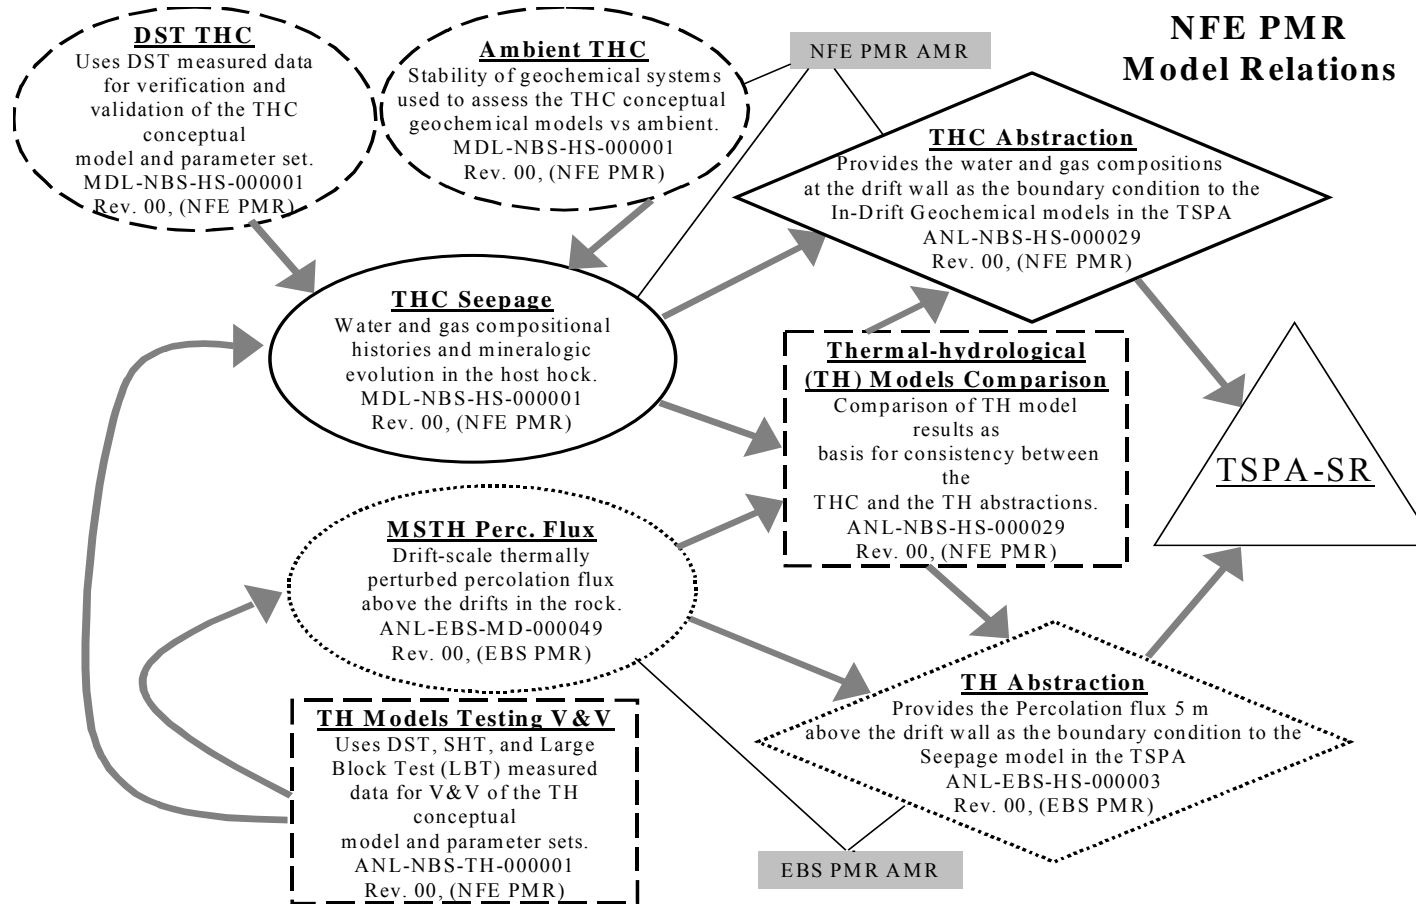 NFE PMR
Model Relations
DST THC
Uses DST measured data
for verification and
validation of the THC
conceptual
model and parameter set.
MDL-NBS-HS-000001
Rev. 00, (NFE PMR)
Ambient THC
Stability of geochemical systems
used to assess the THC conceptual
geochemical models vs ambient.
MDL-NBS-HS-000001
Rev. 00, (NFE PMR)
NFE PMR AMR
THC Abstraction
Provides the water and gas compositions
at the drift wall as the boundary condition to the
In-Drift Geochemical models in the TSPA
ANL-NBS-HS-000029
Rev. 00, (NFE PMR)
THC Seepage
Water and gas compositional
histories and mineralogic
evolution in the host hock.
MDL-NBS-HS-000001
Rev. 00, (NFE PMR)
Thermal-hydrological
(TH) Models Comparison
Comparison of TH model
results as
basis for consistency between
the
THC and the TH abstractions.
ANL-NBS-HS-000029
Rev. 00, (NFE PMR)
TSPA-SR
MSTH Perc. Flux
Drift-scale thermally
perturbed percolation flux
above the drifts in the rock.
ANL-EBS-MD-000049
Rev. 00, (EBS PMR)
TH Abstraction
Provides the Percolation flux 5 m
above the drift wall as the boundary condition to the
Seepage model in the TSPA
ANL-EBS-HS-000003
Rev. 00, (EBS PMR)
TH Models Testing V&V
Uses DST, SHT, and Large
Block Test (LBT) measured
data for V&V of the TH
conceptual
model and parameter sets.
ANL-NBS-TH-000001
Rev. 00, (NFE PMR)
EBS PMR AMR